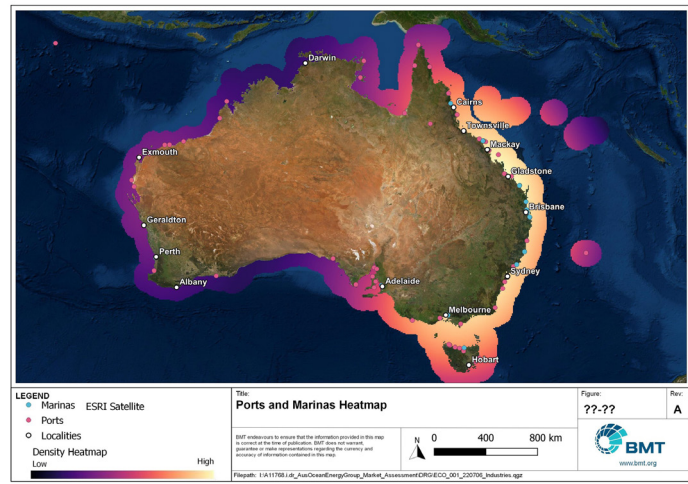 Darwin
Cairns
Townsville
Mackay
Exmouth
Gladstone
Brisbane
Geraldton
Perth
Sydney
Albany
Adelaide
Melbourne
Hobart
LEGEND
Marinas ESRI Satellite
Ports
Localities
Density Heatmap
Low High
Title:
Ports and Marinas Heatmap
BMT endeavours to ensure that the information provided in this map
is correct at the time of publication. BMT does not warrant,
guarantee or make representations regarding the currency and
accuracy of information contained in this map.
N
0 400 800 km
Figure:
??-??
Rev:
A
BMT
www.bmt.org
Filepath: I:\A11768.i.dr_AusOceanEnergyGroup_Market_Assessment\DRG\ECO_001_220706_Industries.qgz